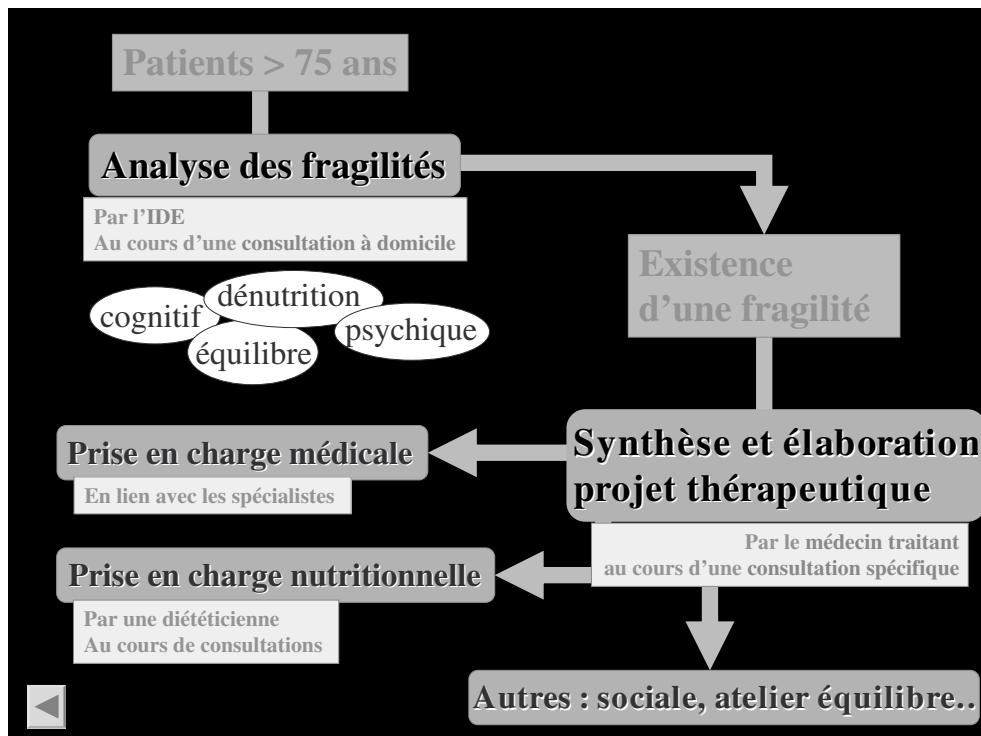 Patients > 75 ans
Analyse des fragilités
Par l'IDE
Au cours d'une consultation à domicile
cognitif
dénutrition
équilibre
psychique
Existence
d'une fragilité
Synthèse et élaboration
projet thérapeutique
Par le médecin traitant
au cours d'une consultation spécifique
Prise en charge médicale
En lien avec les spécialistes
Prise en charge nutritionnelle
Par une diététicienne
Au cours de consultations
Autres : sociale, atelier équilibre..